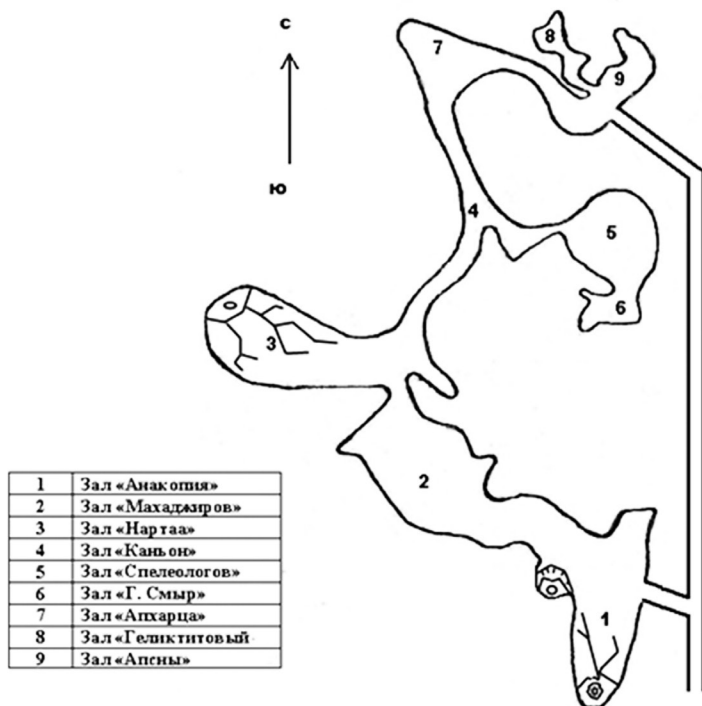 с
ю
7
8
9
4
5
6
3
2
1
1 Зал «Анакопия»
2 Зал «Махаджиров»
3 Зал «Нартаа»
4 Зал «Каньон»
5 Зал «Спелеологов»
6 Зал «Г. Смыр»
7 Зал «Апхарца»
8 Зал «Геликтитовый
9 Зал «Апсны»